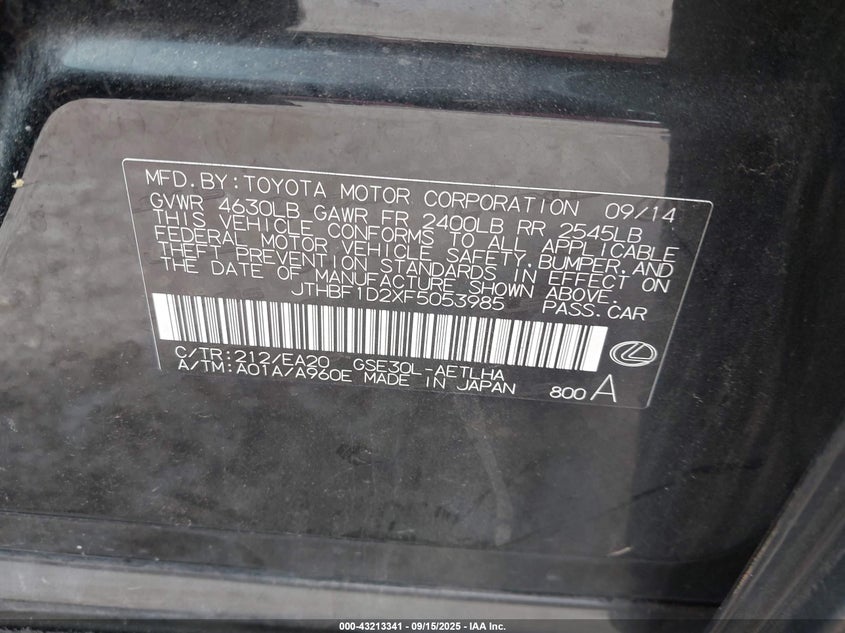 MFD.BY:TOYOTA MOTOR CORPORATION 09/14
GVWR 4630LB GAWR FR 2400LB RR 2545LB
THIS VEHICLE CONFORMS TO ALL APPLICABLE
FEDERAL MOTOR VEHICLE SAFETY,BUMPER,AND
THEFT PREVENTION STANDARDS IN EFFECT ON
THE DATE OF MANUFACTURE SHOWN ABOVE.
JTHBF1D2XF5053985 PASS.CAR
C/TR:212/EA20 GSE30L-AETLHA
A/TM:A01A/A960E MADE IN JAPAN 800 A
000-43213341 - 09/15/2025 - IAA Inc.